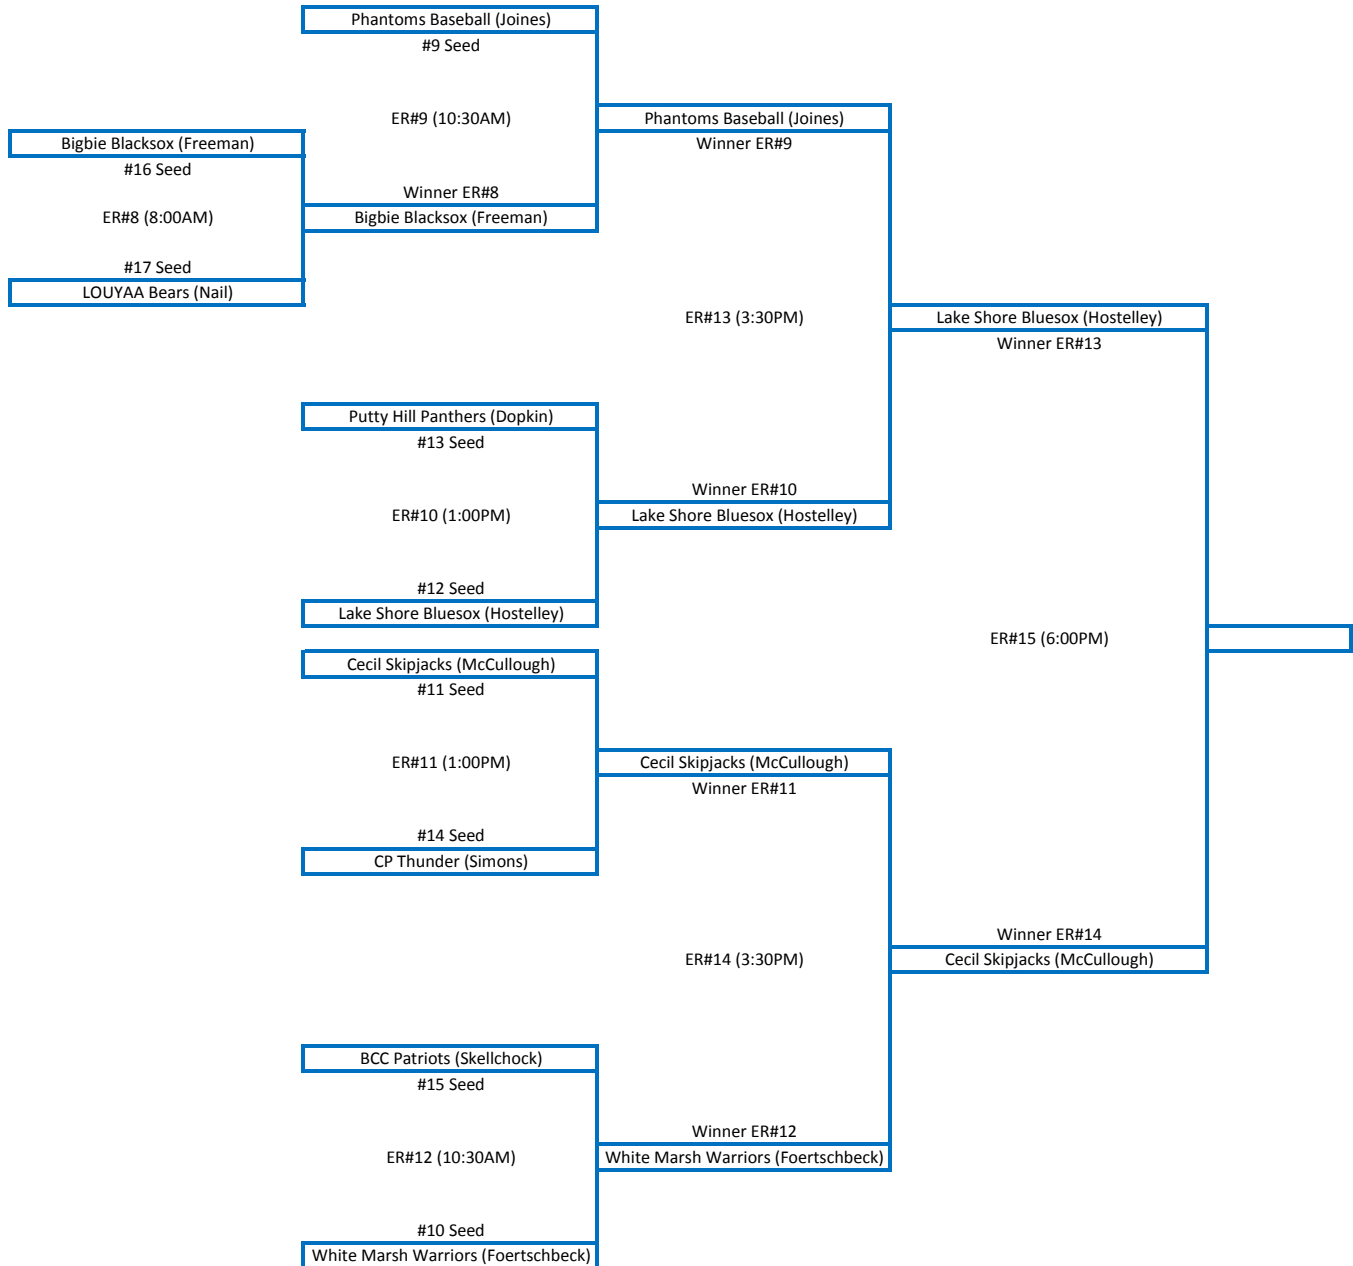 Phantoms Baseball (Joines)
#9 Seed
ER#9 (10:30AM)
Phantoms Baseball (Joines)
Bigbie Blacksox (Freeman)
Winner ER#9
#16 Seed
Winner ER#8
ER#8 (8:00AM)
Bigbie Blacksox (Freeman)
#17 Seed
LOUYAA Bears (Nail)
ER#13 (3:30PM)
Lake Shore Bluesox (Hostelley)
Winner ER#13
Putty Hill Panthers (Dopkin)
#13 Seed
Winner ER#10
ER#10 (1:00PM)
Lake Shore Bluesox (Hostelley)
#12 Seed
Lake Shore Bluesox (Hostelley)
ER#15 (6:00PM)
Cecil Skipjacks (McCullough)
#11 Seed
ER#11 (1:00PM)
Cecil Skipjacks (McCullough)
Winner ER#11
#14 Seed
CP Thunder (Simons)
Winner ER#14
ER#14 (3:30PM)
Cecil Skipjacks (McCullough)
BCC Patriots (Skellchock)
#15 Seed
Winner ER#12
ER#12 (10:30AM)
White Marsh Warriors (Foertschbeck)
#10 Seed
White Marsh Warriors (Foertschbeck)